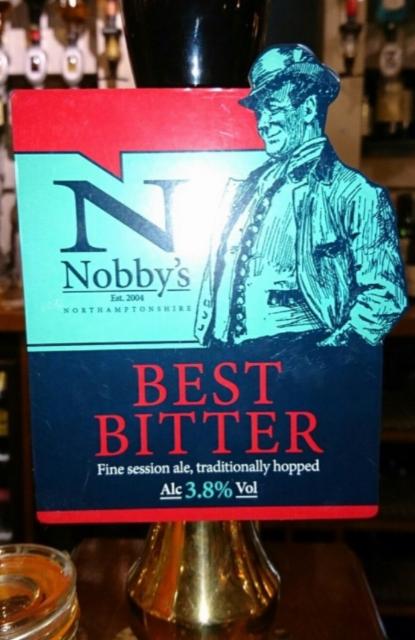 N
Nobby's
Est. 2004
NORTHAMPTONSHIRE
BEST
BITTER
Fine session ale, traditionally hopped
Alc 3.8% Vol